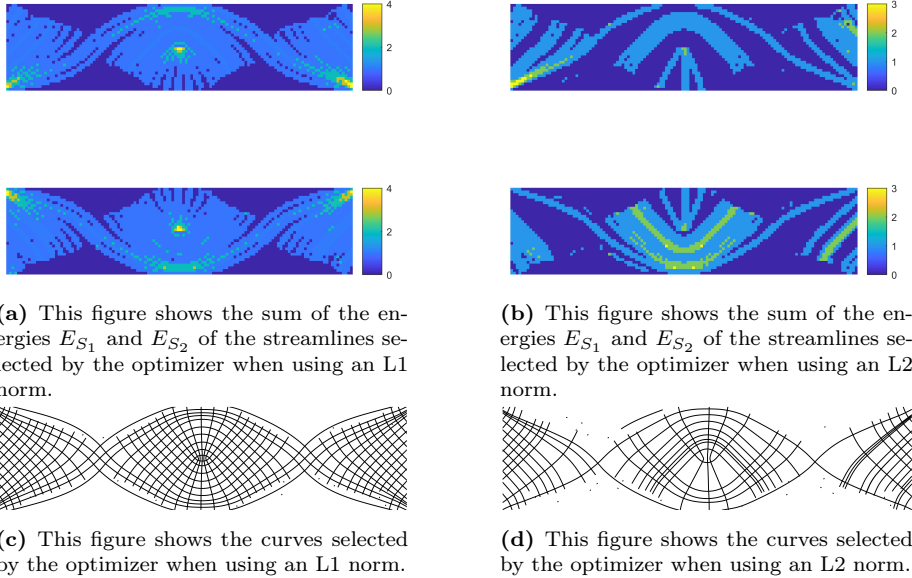 4
2
0
3
2
1
0
4
2
0
3
2
1
0
(a) This figure shows the sum of the en-
ergies E_{S_1} and E_{S_2} of the streamlines se-
lected by the optimizer when using an L1
norm.
(b) This figure shows the sum of the en-
ergies E_{S_1} and E_{S_2} of the streamlines se-
lected by the optimizer when using an L2
norm.
(c) This figure shows the curves selected
by the optimizer when using an L1 norm.
(d) This figure shows the curves selected
by the optimizer when using an L2 norm.